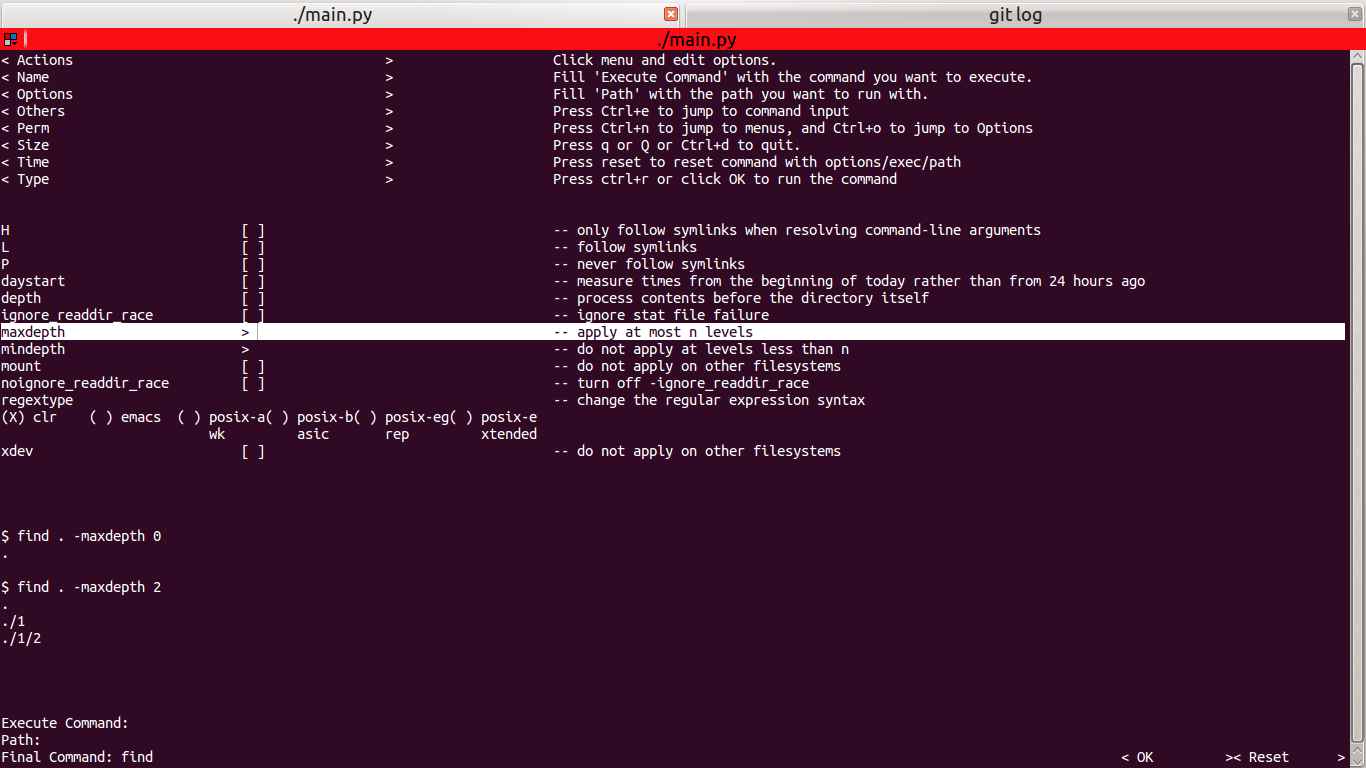 ./main.py git log
./main.py
< Actions > Click menu and edit options.
< Name > Fill 'Execute Command' with the command you want to execute.
< Options > Fill 'Path' with the path you want to run with.
< Others > Press Ctrl+e to jump to command input
< Perm > Press Ctrl+n to jump to menus, and Ctrl+o to jump to Options
< Size > Press q or Q or Ctrl+d to quit.
< Time > Press reset to reset command with options/exec/path
< Type > Press ctrl+r or click OK to run the command
H [ ] -- only follow symlinks when resolving command-line arguments
L [ ] -- follow symlinks
P [ ] -- never follow symlinks
daystart [ ] -- measure times from the beginning of today rather than from 24 hours ago
depth [ ] -- process contents before the directory itself
ignore_readdir_race [ ] -- ignore stat file failure
maxdepth > -- apply at most n levels
mindepth > -- do not apply at levels less than n
mount [ ] -- do not apply on other filesystems
noignore_readdir_race [ ] -- turn off -ignore_readdir_race
regextype -- change the regular expression syntax
(X) clr ( ) emacs ( ) posix-a( ) posix-b( ) posix-eg( ) posix-e
wk asic rep xtended
xdev [ ] -- do not apply on other filesystems
$ find . -maxdepth 0
.
$ find . -maxdepth 2
.
./1
./1/2
Execute Command:
Path:
Final Command: find < OK >< Reset >